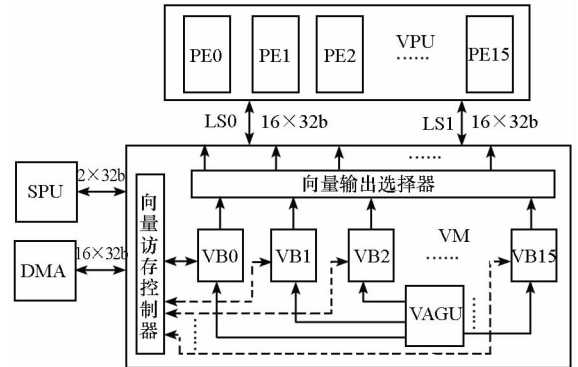 PE0 PE1 PE2 VPU …… PE15
LS0 16×32b LS1 16×32b
……
SPU 2×32b
向量输出选择器
向量访存控制器
DMA 16×32b
VB0 VB1 VB2 VM …… VB15
VAGU